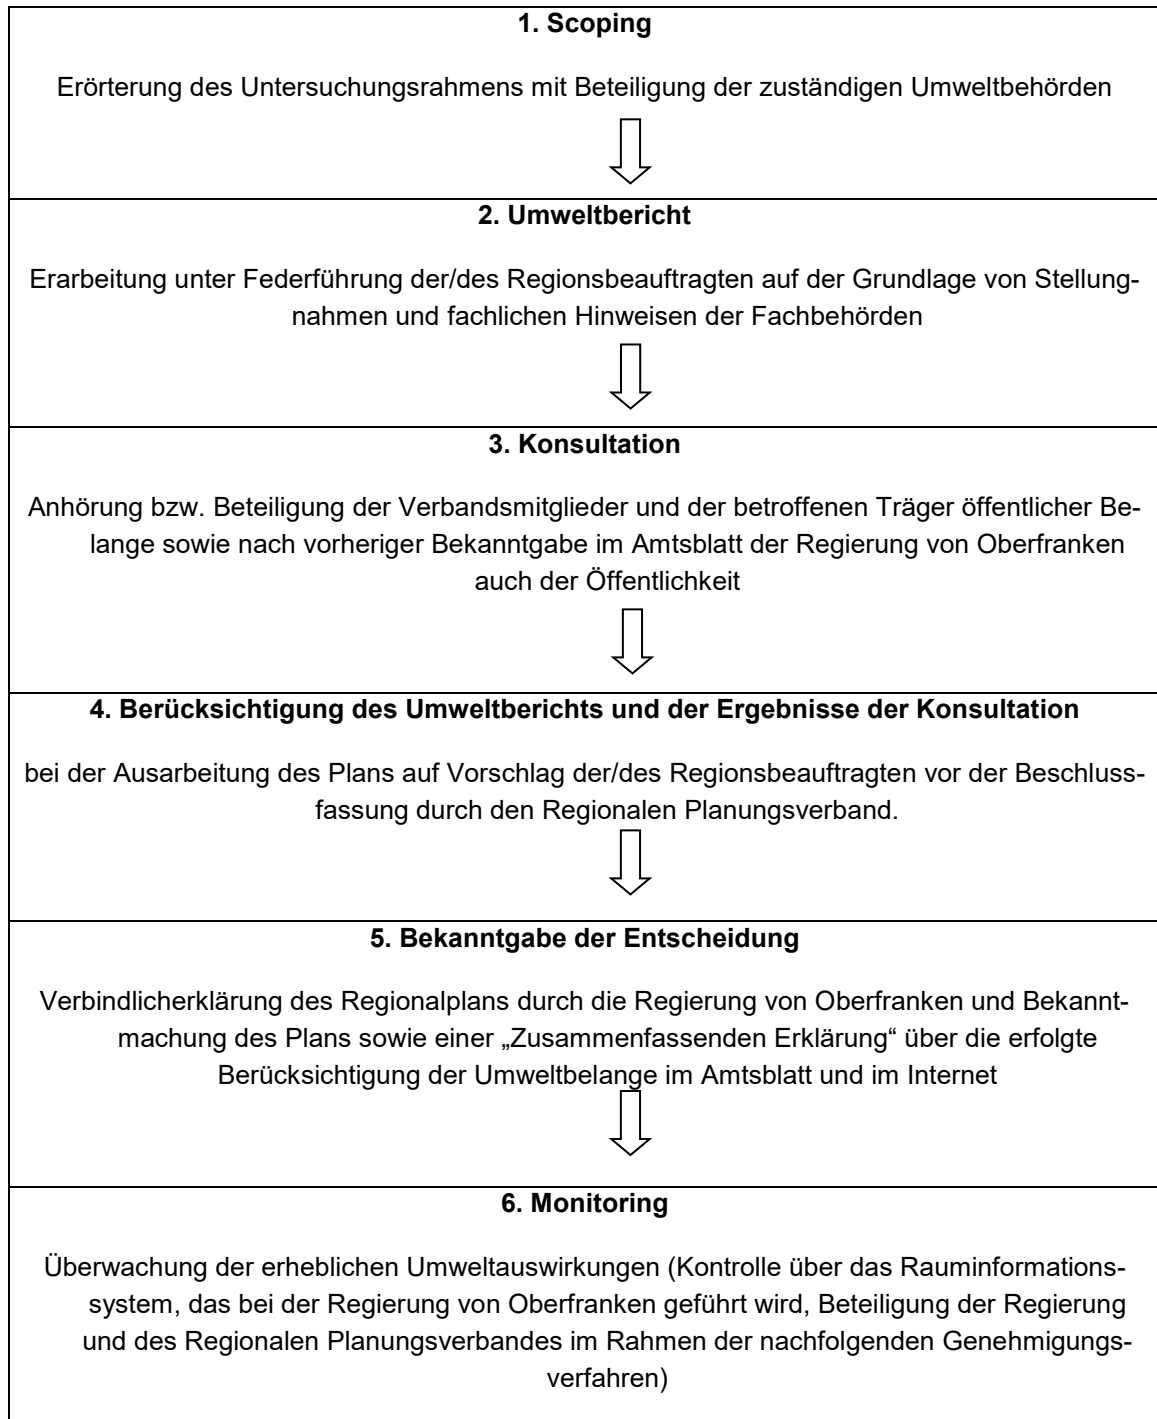 1. Scoping
Erörterung des Untersuchungsrahmens mit Beteiligung der zuständigen Umweltbehörden
2. Umweltbericht
Erarbeitung unter Federführung der/des Regionsbeauftragten auf der Grundlage von Stellung-
nahmen und fachlichen Hinweisen der Fachbehörden
3. Konsultation
Anhörung bzw. Beteiligung der Verbandsmitglieder und der betroffenen Träger öffentlicher Be-
lange sowie nach vorheriger Bekanntgabe im Amtsblatt der Regierung von Oberfranken
auch der Öffentlichkeit
4. Berücksichtigung des Umweltberichts und der Ergebnisse der Konsultation
bei der Ausarbeitung des Plans auf Vorschlag der/des Regionsbeauftragten vor der Beschluss-
fassung durch den Regionalen Planungsverband.
5. Bekanntgabe der Entscheidung
Verbindlicherklärung des Regionalplans durch die Regierung von Oberfranken und Bekannt-
machung des Plans sowie einer „Zusammenfassenden Erklärung“ über die erfolgte
Berücksichtigung der Umweltbelange im Amtsblatt und im Internet
6. Monitoring
Überwachung der erheblichen Umweltauswirkungen (Kontrolle über das Rauminformations-
system, das bei der Regierung von Oberfranken geführt wird, Beteiligung der Regierung
und des Regionalen Planungsverbandes im Rahmen der nachfolgenden Genehmigungs-
verfahren)